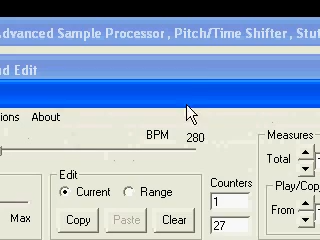 Advanced Sample Processor, Pitch/Time Shifter, Stut
nd Edit
ions About
BPM 280
Measures
Edit
Total
Current Range
Counters
Play/Cop
1
Max
Copy Paste Clear
From
27